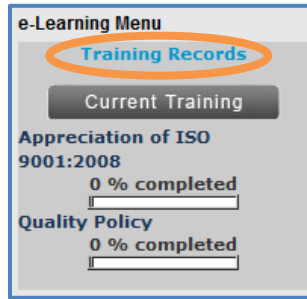 e-Learning Menu
Training Records
Current Training
Appreciation of ISO
9001:2008
0 % completed
Quality Policy
0 % completed